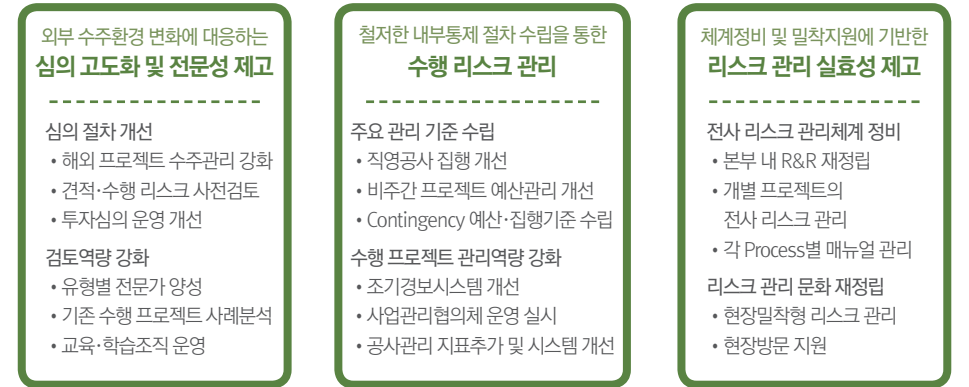 외부 수주환경 변화에 대응하는
심의 고도화 및 전문성 제고
심의 절차 개선
• 해외 프로젝트 수주관리 강화
• 견적·수행 리스크 사전검토
• 투자심의 운영 개선
검토역량 강화
• 유형별 전문가 양성
• 기존 수행 프로젝트 사례분석
• 교육·학습조직 운영
철저한 내부통제 절차 수립을 통한
수행 리스크 관리
주요 관리 기준 수립
• 직영공사 집행 개선
• 비주간 프로젝트 예산관리 개선
• Contingency 예산·집행기준 수립
수행 프로젝트 관리역량 강화
• 조기경보시스템 개선
• 사업관리협의체 운영 실시
• 공사관리 지표추가 및 시스템 개선
체계정비 및 밀착지원에 기반한
리스크 관리 실효성 제고
전사 리스크 관리체계 정비
• 본부 내 R&R 재정립
• 개별 프로젝트의
전사 리스크 관리
• 각 Process별 매뉴얼 관리
리스크 관리 문화 재정립
• 현장밀착형 리스크 관리
• 현장방문 지원